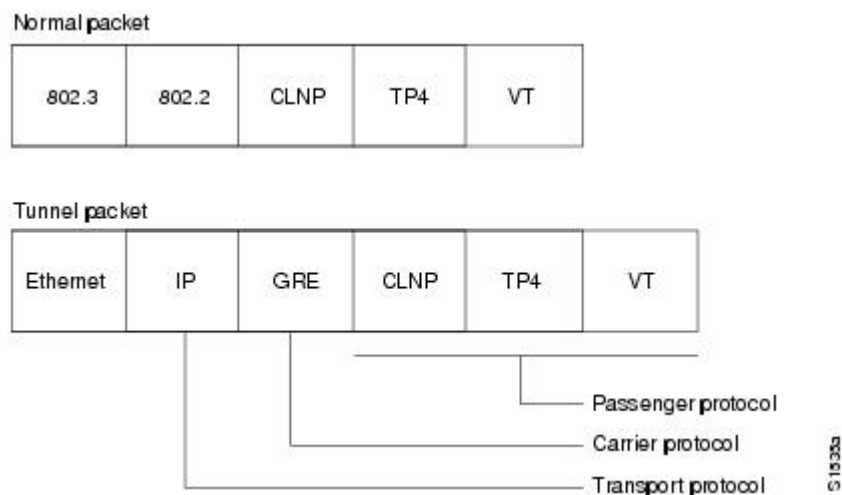 Normal packet
802.3 802.2 CLNP TP4 VT
Tunnel packet
Ethernet IP GRE CLNP TP4 VT
Passenger protocol
Carrier protocol
Transport protocol
S1535a